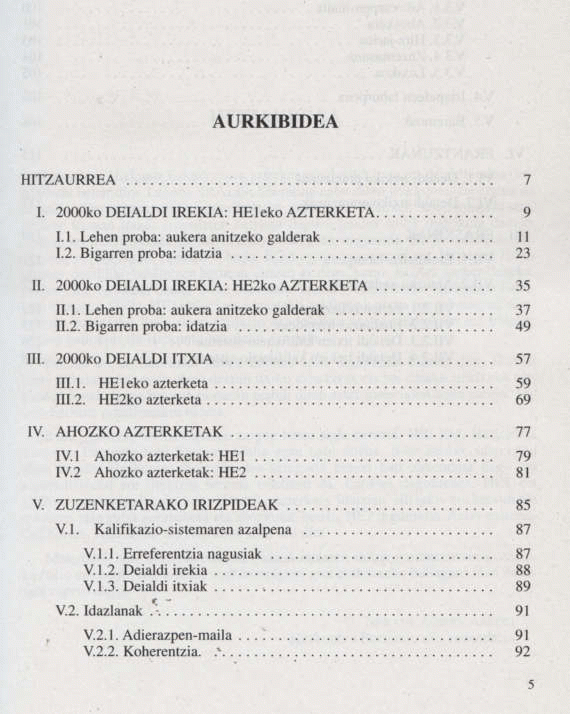 AURKIBIDEA
HITZAURREA ........ 7
I. 2000ko DEIALDI IREKIA: HE1eko AZTERKETA ........ 9
I.1. Lehen proba: aukera anitzeko galderak ........ 11
I.2. Bigarren proba: idatzia ........ 23
II. 2000ko DEIALDI IREKIA: HE2ko AZTERKETA ........ 35
II.1. Lehen proba: aukera anitzeko galderak ........ 37
II.2. Bigarren proba: idatzia ........ 49
III. 2000ko DEIALDI ITXIA ........ 57
III.1. HE1eko azterketa ........ 59
III.2. HE2ko azterketa ........ 69
IV. AHOZKO AZTERKETAK ........ 77
IV.1 Ahozko azterketak: HE1 ........ 79
IV.2 Ahozko azterketak: HE2 ........ 81
V. ZUZENKETARAKO IRIZPIDEAK ........ 85
V.1. Kalifikazio-sistemaren azalpena ........ 87
V.1.1. Erreferentzia nagusiak ........ 87
V.1.2. Deialdi irekia ........ 88
V.1.3. Deialdi itxiak ........ 89
V.2. Idazlanak ........ 91
V.2.1. Adierazpen-maila ........ 91
V.2.2. Koherentzia. ........ 92
5